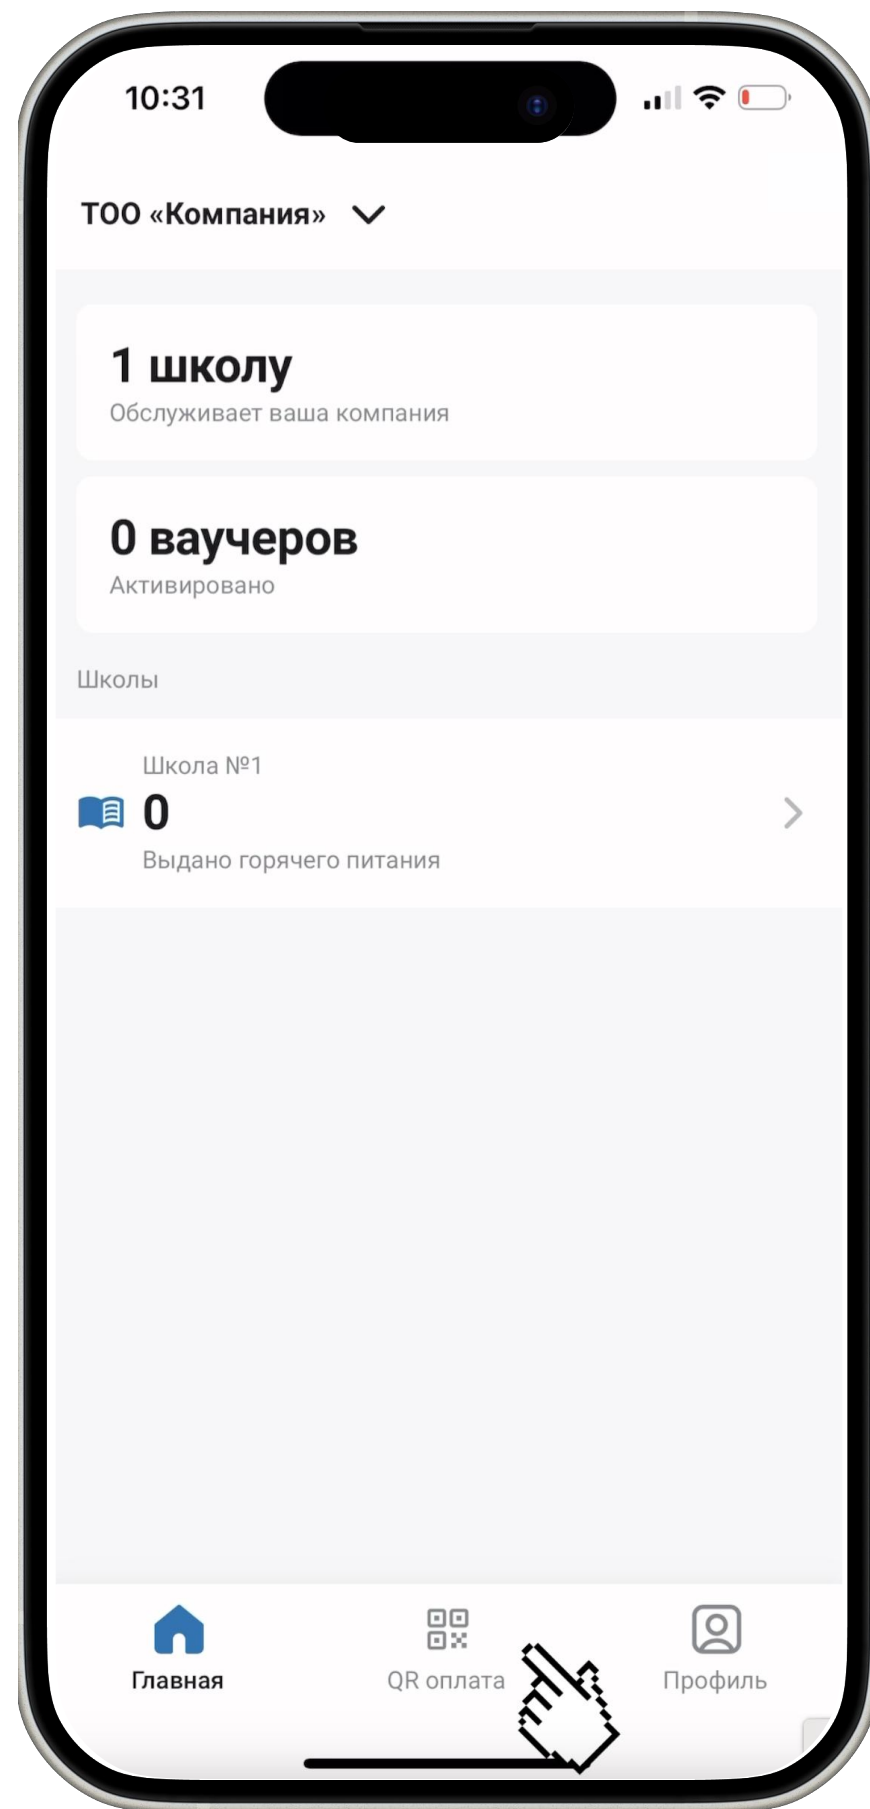 10:31
ТОО «Компания»
1 школу
Обслуживает ваша компания
0 ваучеров
Активировано
Школы
Школа №1
0
Выдано горячего питания
Главная
QR оплата
Профиль